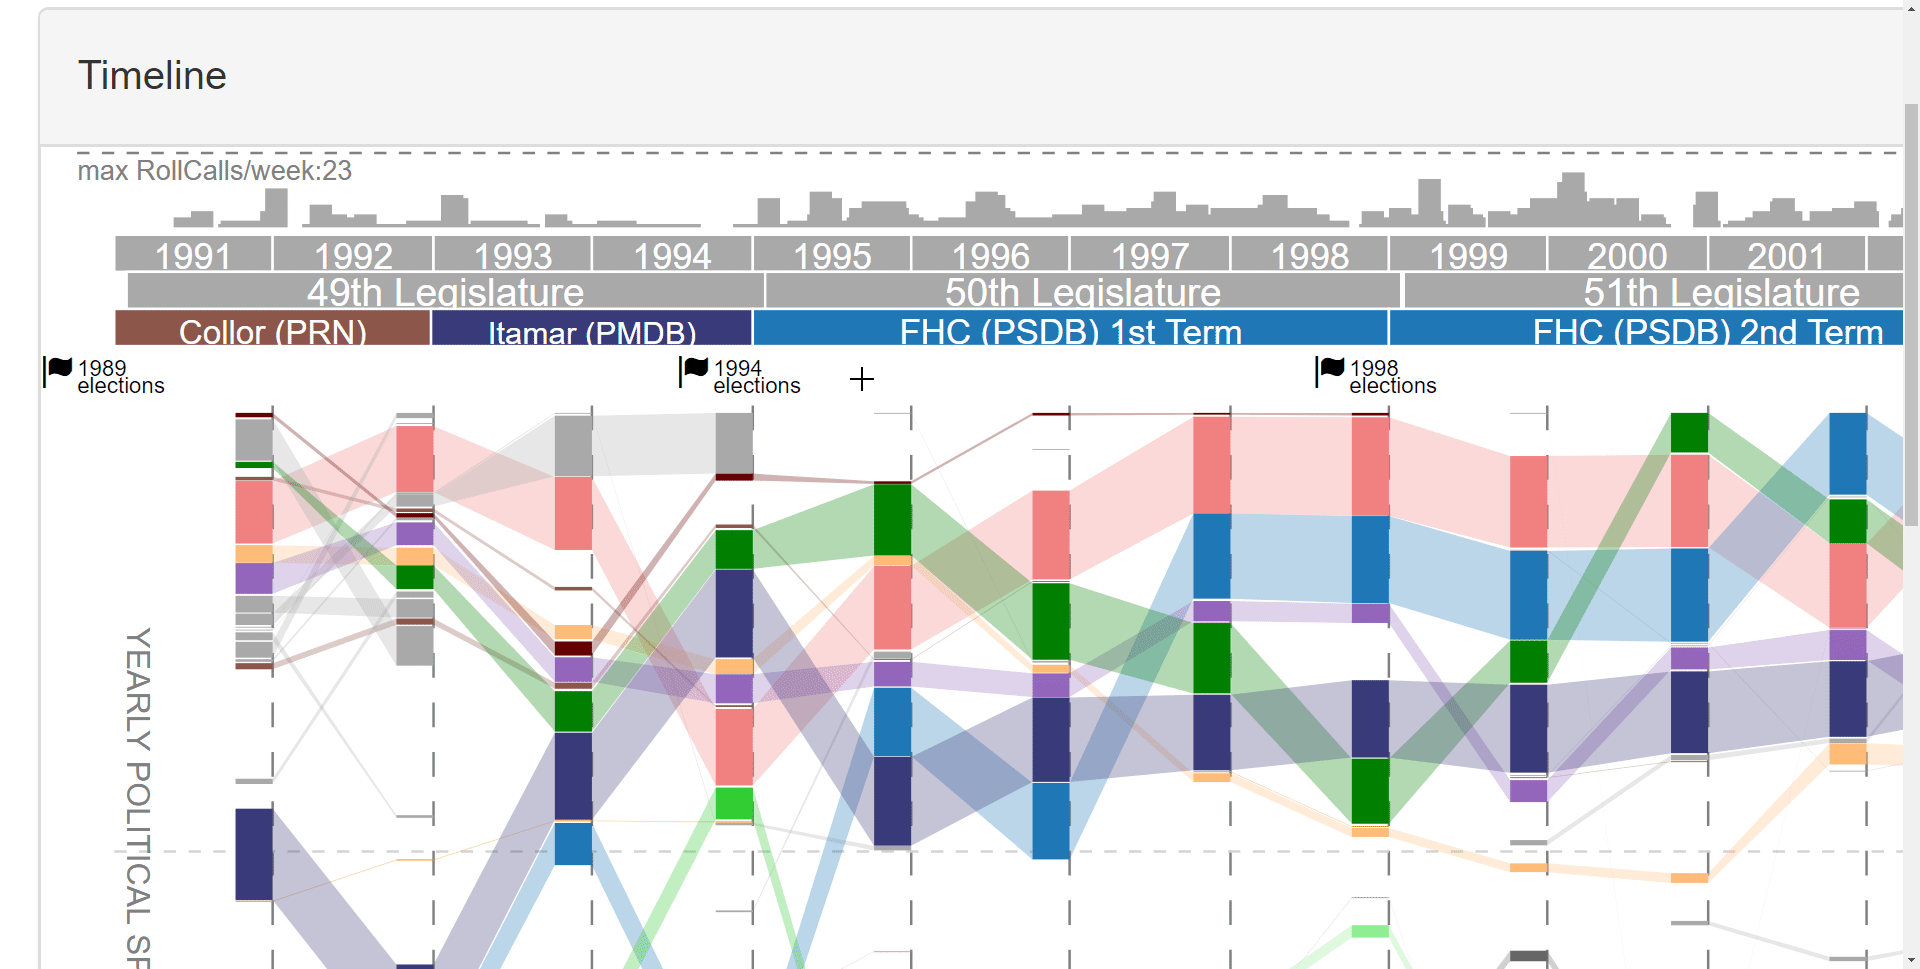 Timeline
max RollCalls/week:23
1991 1992 1993 1994 1995 1996 1997 1998 1999 2000 2001
49th Legislature 50th Legislature 51th Legislature
Collor (PRN) Itamar (PMDB) FHC (PSDB) 1st Term FHC (PSDB) 2nd Term
1989 1994 1998
elections elections elections
YEARLY POLITICAL